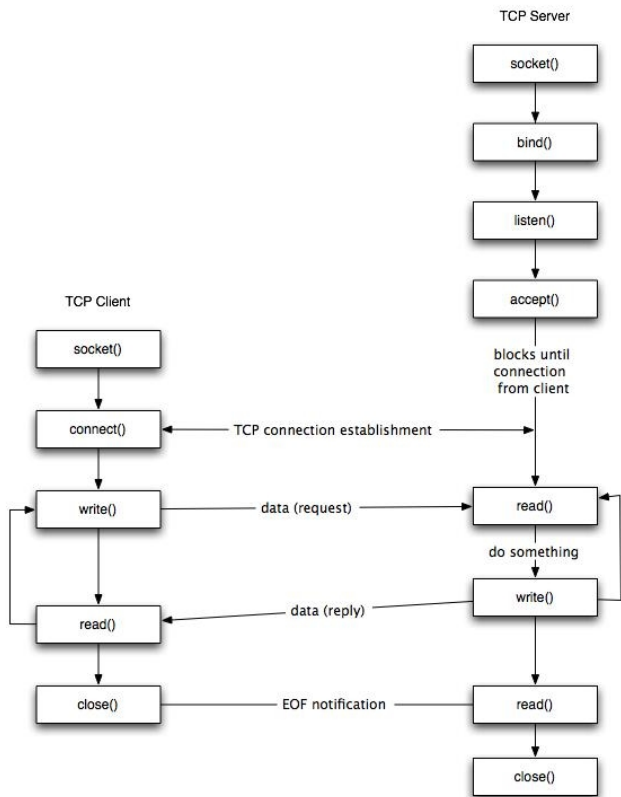 TCP Server
socket()
bind()
listen()
accept()
blocks until
connection
from client
TCP Client
socket()
connect()
TCP connection establishment
write()
data (request)
read()
do something
write()
data (reply)
read()
close()
EOF notification
read()
close()